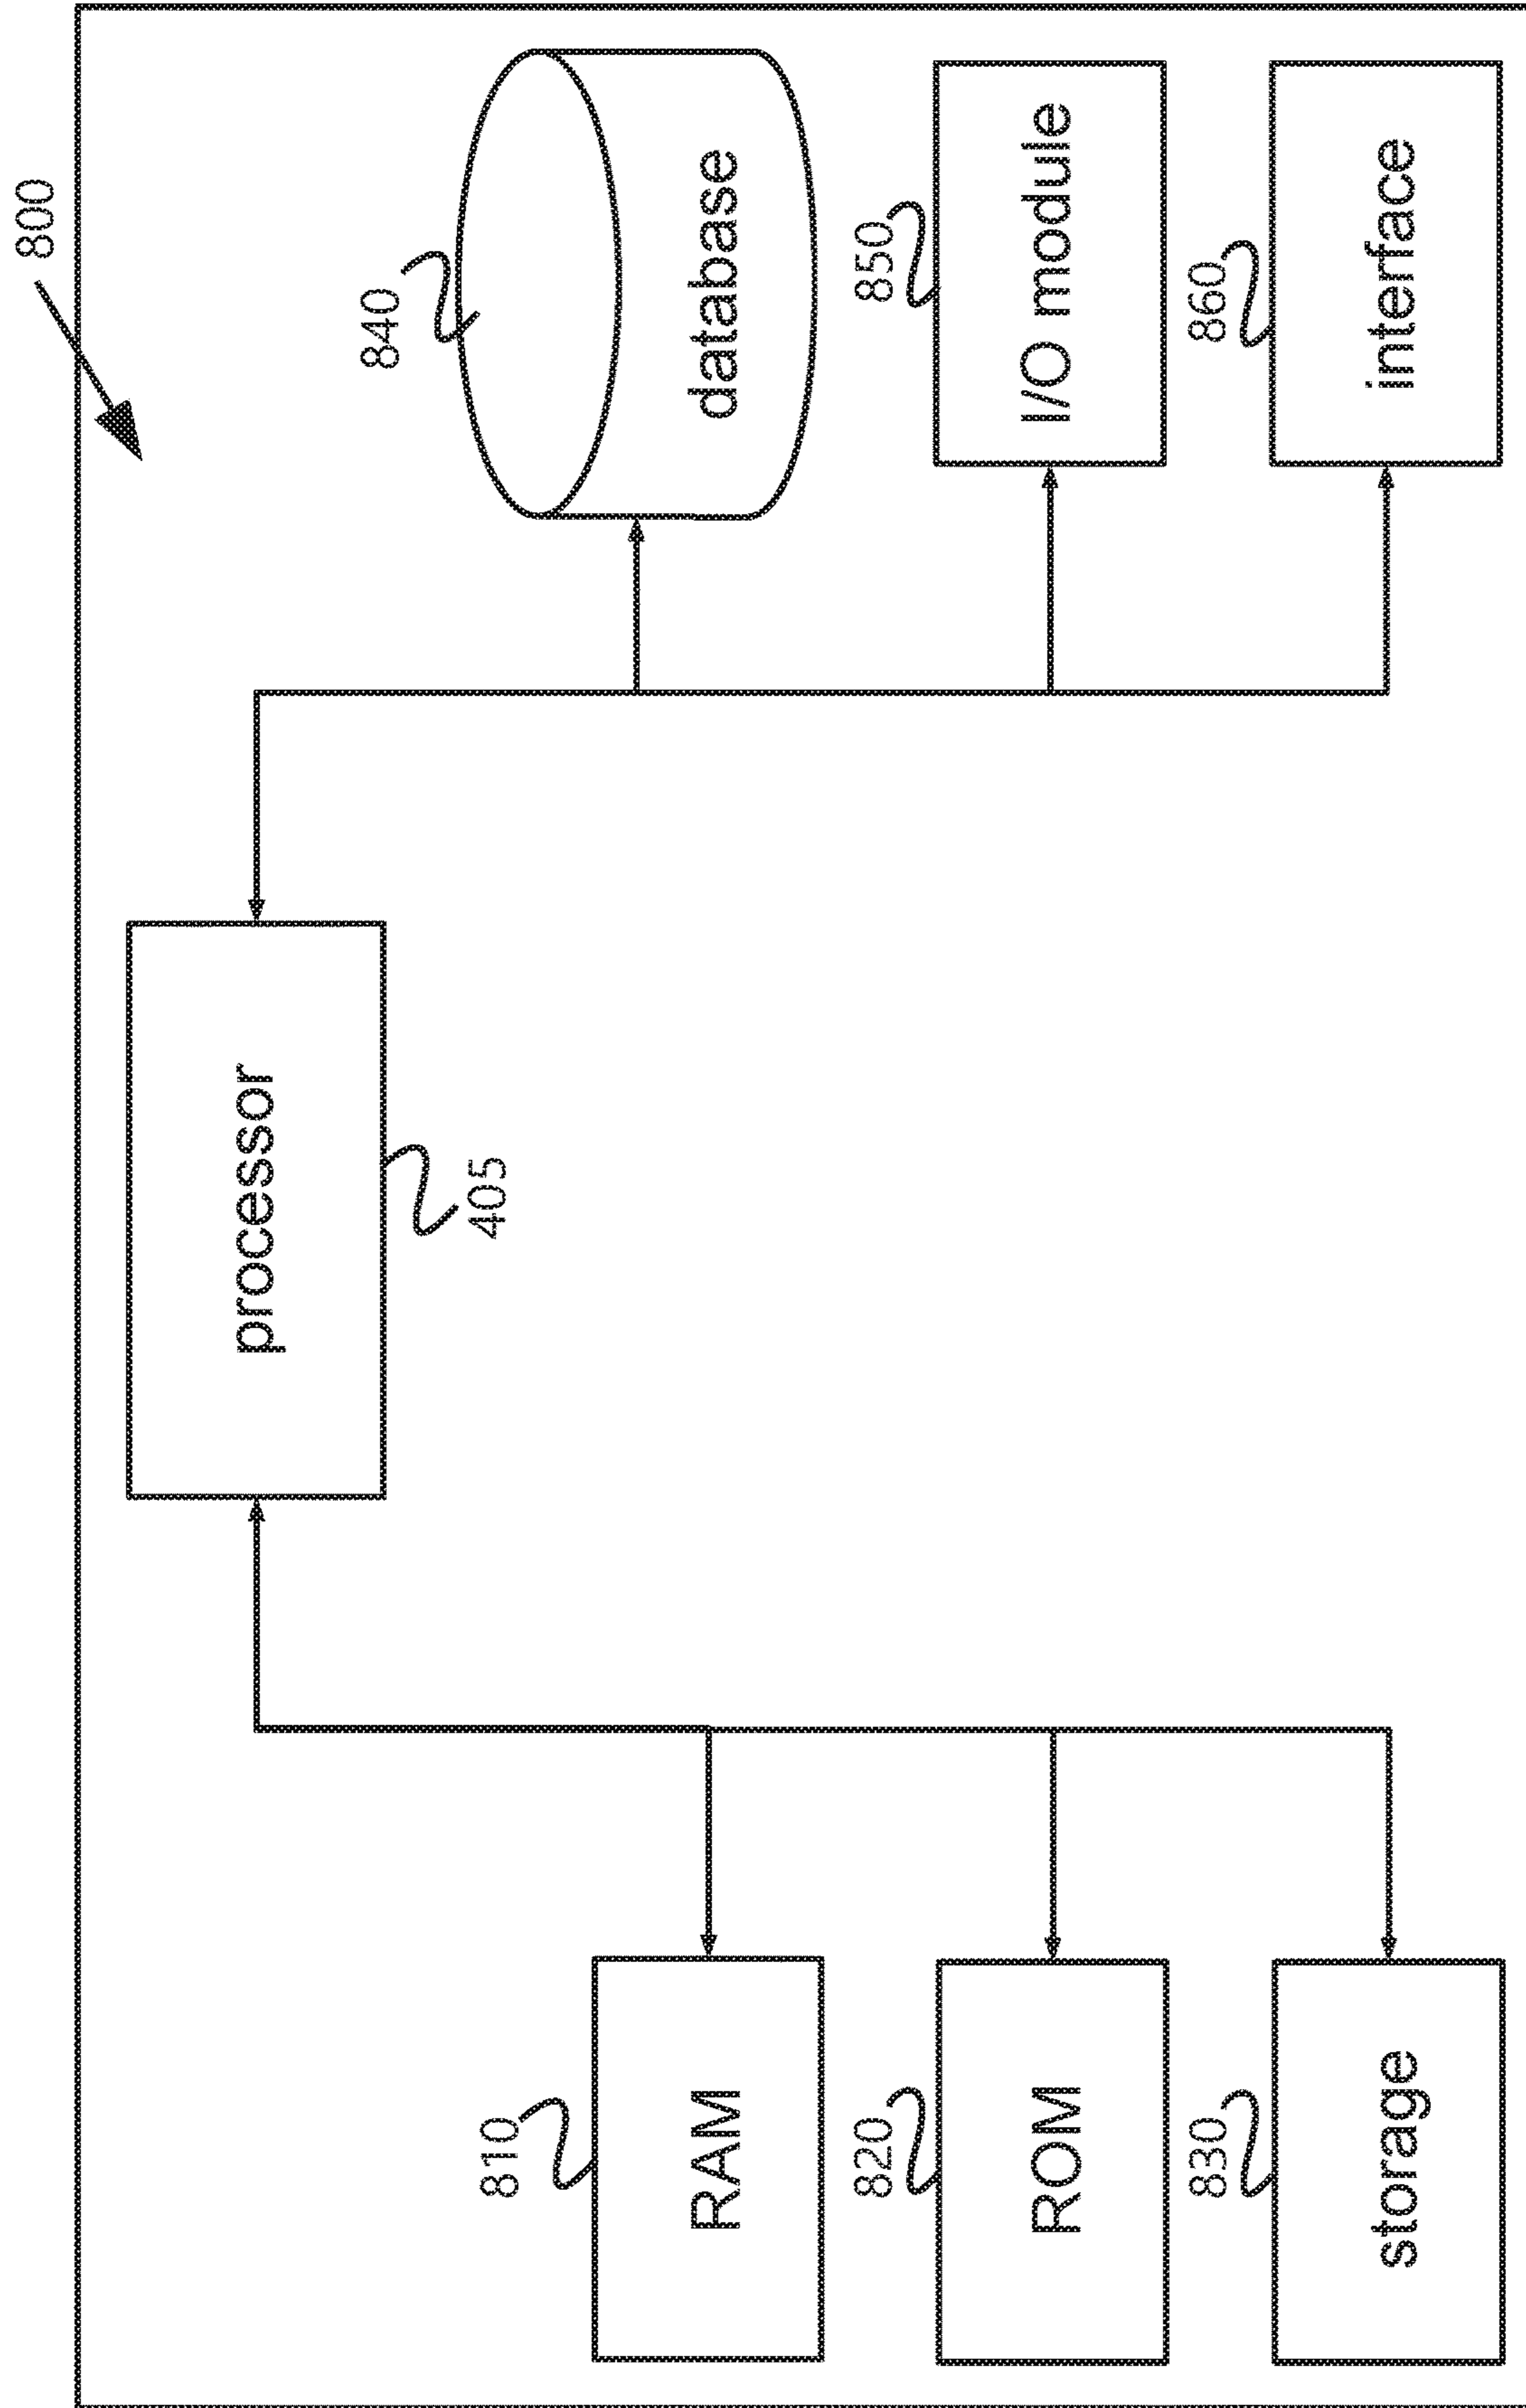 800
processor
405
810
RAM
840
database
820
ROM
850
I/O module
830
storage
860
interface